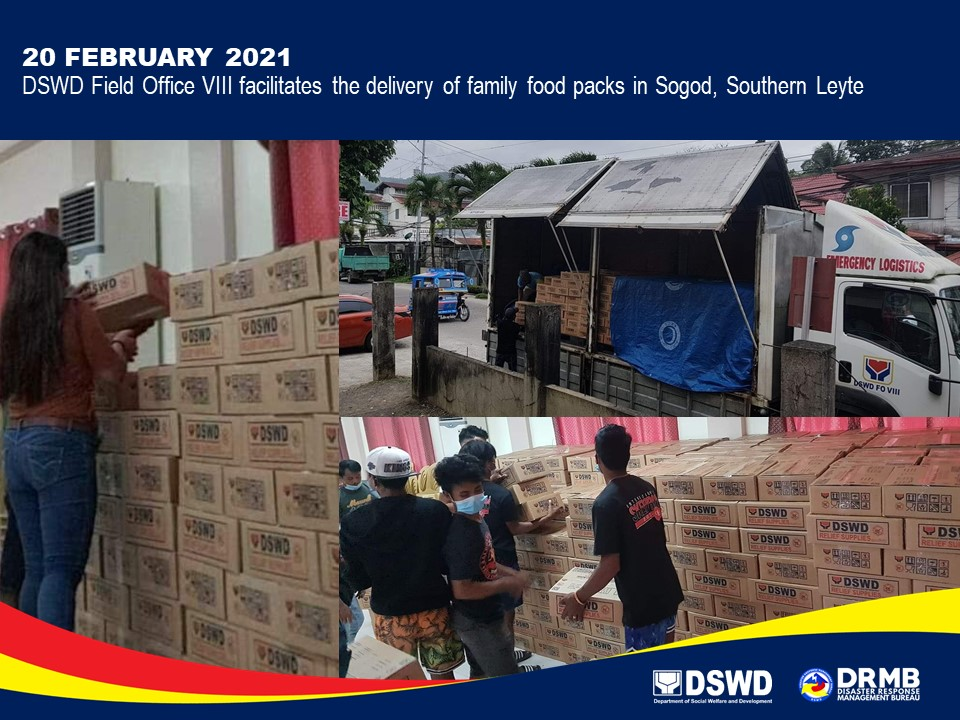 20 FEBRUARY 2021
DSWD Field Office VIII facilitates the delivery of family food packs in Sogod, Southern Leyte
EMERGENCY LOGISTICS
DSWD FO VIII
DSWD
RELIEF SUPPLIES
DSWD
Department of Social Welfare and Development
DRMB
DISASTER RESPONSE
MANAGEMENT BUREAU